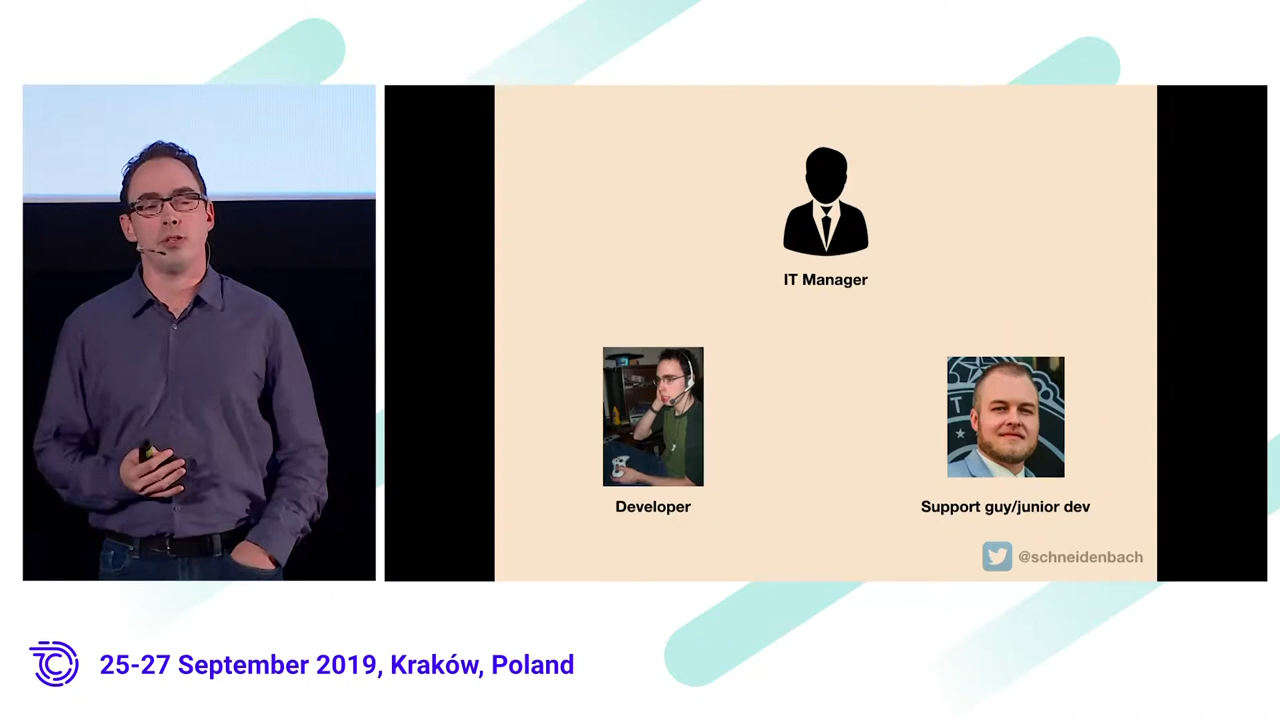 IT Manager
Developer
Support guy/junior dev
@schneidenbach
25-27 September 2019, Kraków, Poland